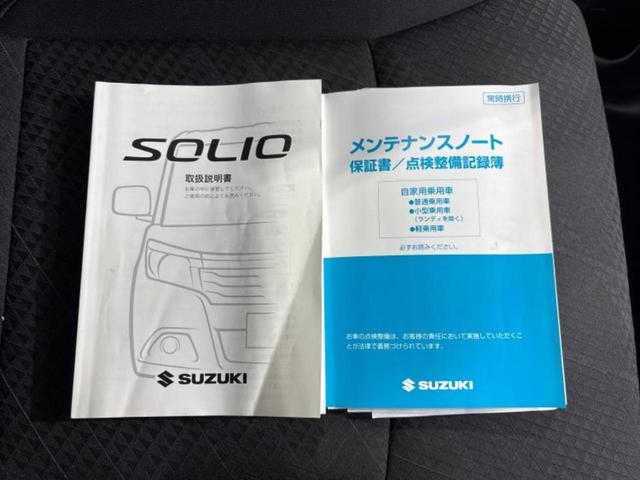 SOLIO
取扱説明書
お車の中に保管してください。
ご使用の前によくお読みください。
SUZUKI
常時携行
メンテナンスノート
保証書／点検整備記録簿
自家用乗用車
●普通乗用車
●小型乗用車
(ランディを除く)
●軽乗用車
必ずお読みください。
お車の点検整備は、お客様の責任において実施していただくこ
とが法律で義務づけられています。
SUZUKI